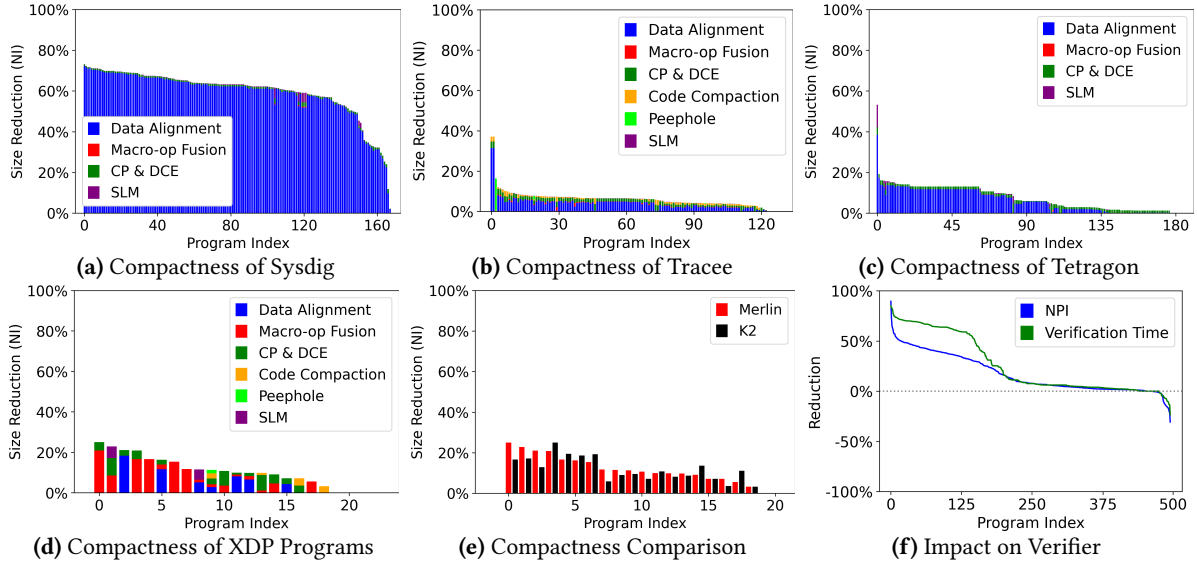 Size Reduction (NI)
100%
80%
60%
40%
20%
0%
Data Alignment
Macro-op Fusion
CP & DCE
SLM
0
40
80
120
160
Program Index
(a) Compactness of Sysdig
Size Reduction (NI)
100%
80%
60%
40%
20%
0%
Data Alignment
Macro-op Fusion
CP & DCE
Code Compaction
Peephole
SLM
0
30
60
90
120
Program Index
(b) Compactness of Tracee
Size Reduction (NI)
100%
80%
60%
40%
20%
0%
Data Alignment
Macro-op Fusion
CP & DCE
SLM
0
45
90
135
180
Program Index
(c) Compactness of Tetragon
Size Reduction (NI)
100%
80%
60%
40%
20%
0%
Data Alignment
Macro-op Fusion
CP & DCE
Code Compaction
Peephole
SLM
0
5
10
15
20
Program Index
(d) Compactness of XDP Programs
Size Reduction (NI)
100%
80%
60%
40%
20%
0%
Merlin
K2
0
5
10
15
20
Program Index
(e) Compactness Comparison
Reduction
100%
50%
0%
-50%
-100%
NPI
Verification Time
0
125
250
375
500
Program Index
(f) Impact on Verifier